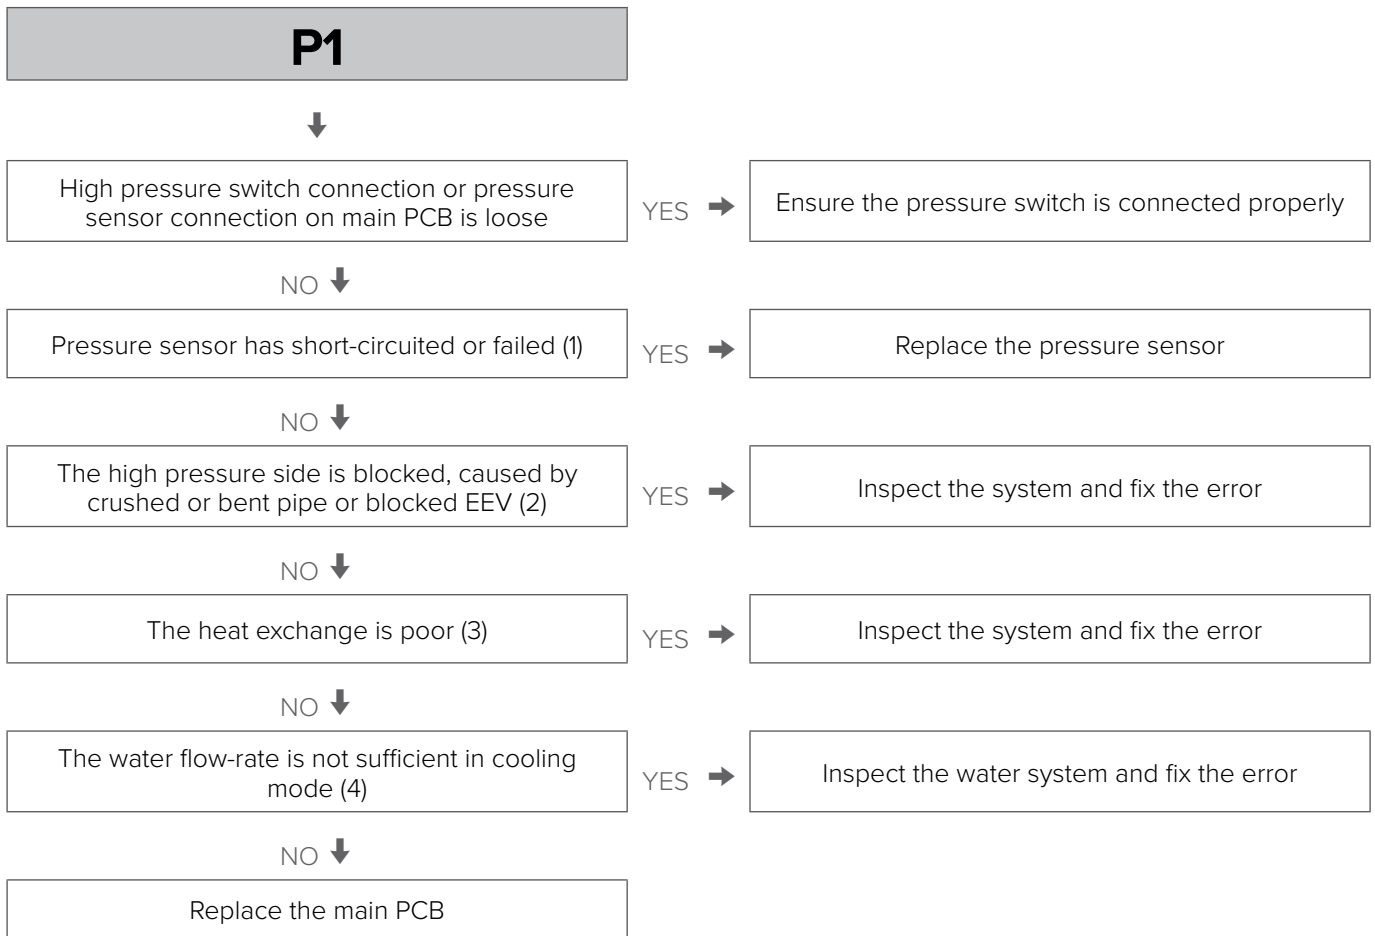 P1
High pressure switch connection or pressure
sensor connection on main PCB is loose
YES
Ensure the pressure switch is connected properly
NO
Pressure sensor has short-circuited or failed (1)
YES
Replace the pressure sensor
NO
The high pressure side is blocked, caused by
crushed or bent pipe or blocked EEV (2)
YES
Inspect the system and fix the error
NO
The heat exchange is poor (3)
YES
Inspect the system and fix the error
NO
The water flow-rate is not sufficient in cooling
mode (4)
YES
Inspect the water system and fix the error
NO
Replace the main PCB